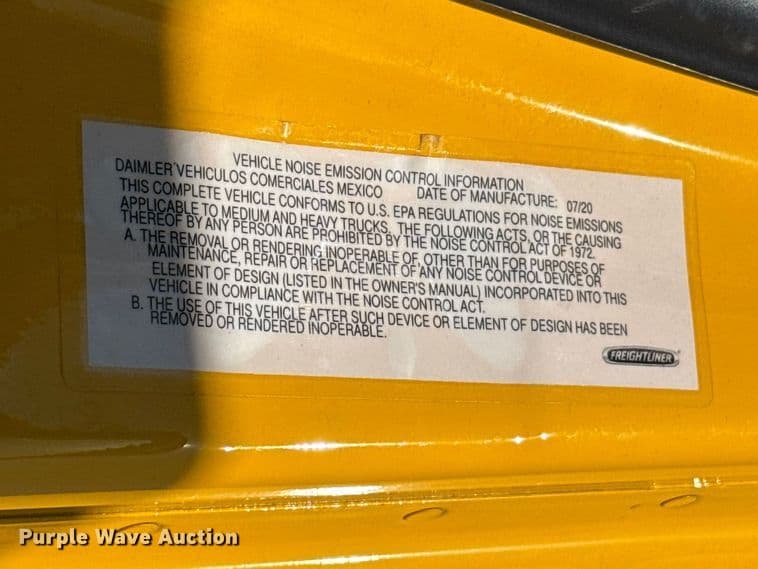 VEHICLE NOISE EMISSION CONTROL INFORMATION
DAIMLER VEHICULOS COMERCIALES MEXICO DATE OF MANUFACTURE: 07/20
THIS COMPLETE VEHICLE CONFORMS TO U.S. EPA REGULATIONS FOR NOISE EMISSIONS
APPLICABLE TO MEDIUM AND HEAVY TRUCKS. THE FOLLOWING ACTS, OR THE CAUSING
THEREOF BY ANY PERSON ARE PROHIBITED BY THE NOISE CONTROL ACT OF 1972.
A. THE REMOVAL OR RENDERING INOPERABLE OF, OTHER THAN FOR PURPOSES OF
MAINTENANCE, REPAIR OR REPLACEMENT OF ANY NOISE CONTROL DEVICE OR
ELEMENT OF DESIGN (LISTED IN THE OWNER'S MANUAL) INCORPORATED INTO THIS
VEHICLE IN COMPLIANCE WITH THE NOISE CONTROL ACT.
B. THE USE OF THIS VEHICLE AFTER SUCH DEVICE OR ELEMENT OF DESIGN HAS BEEN
REMOVED OR RENDERED INOPERABLE.
FREIGHTLINER
Purple Wave Auction